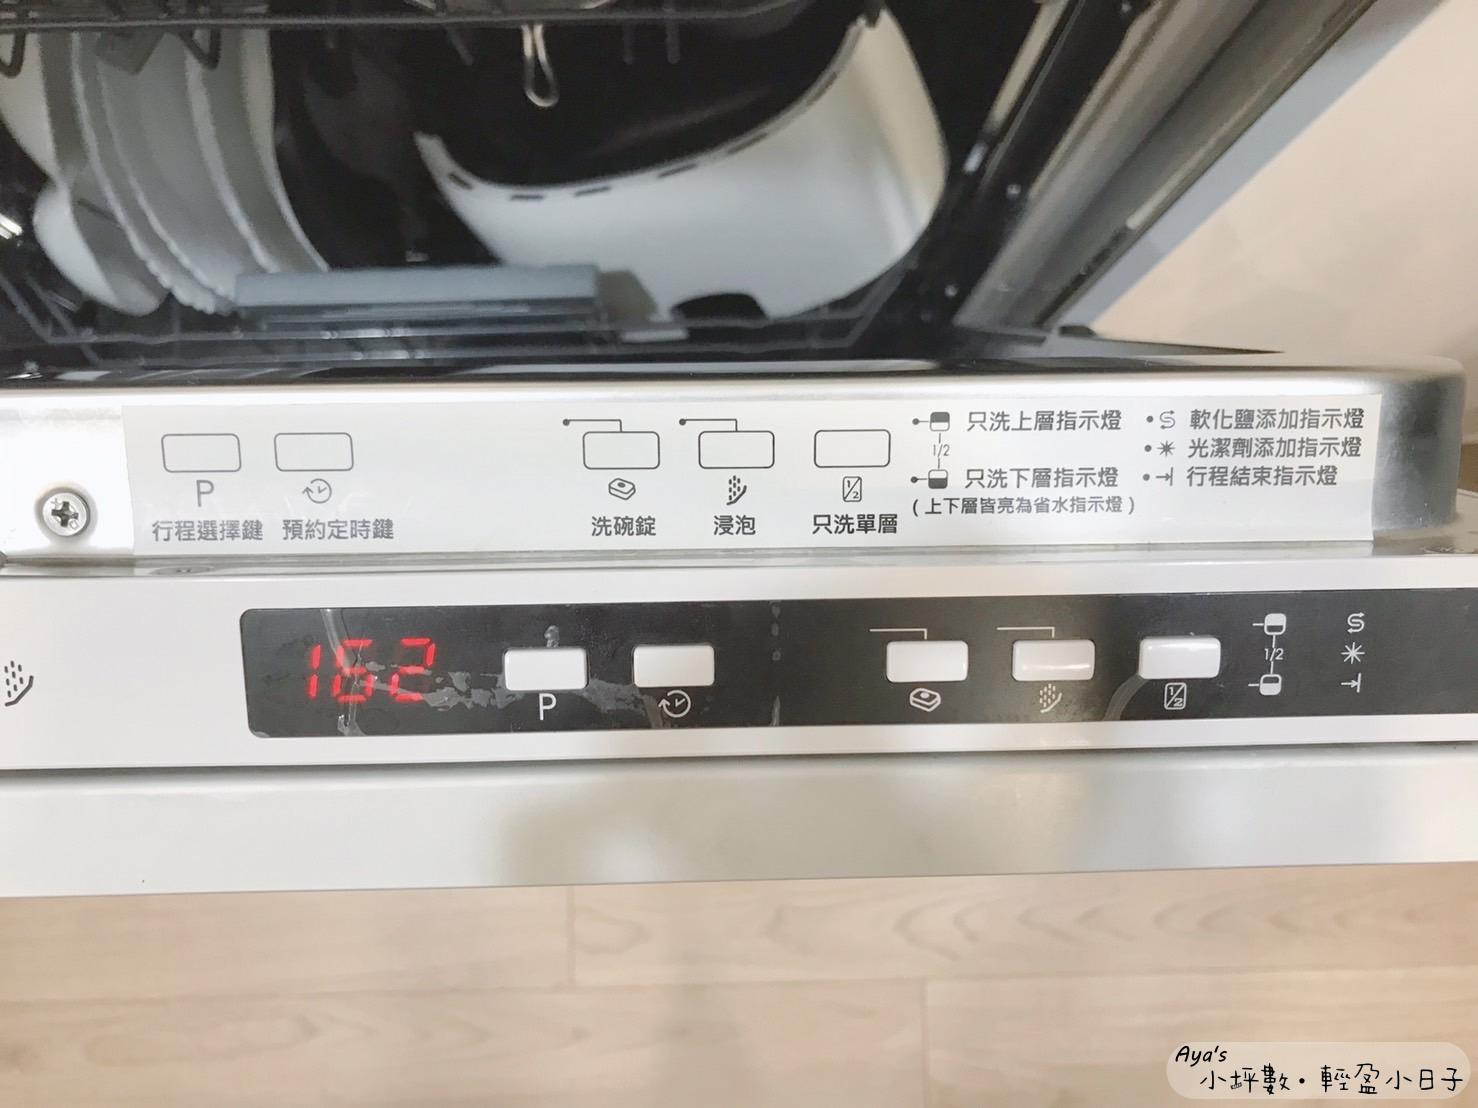 P
行程選擇鍵
預約定時鍵
洗碗錠
浸泡
1/2
只洗單層
只洗上層指示燈
1/2
只洗下層指示燈
(上下層皆亮為省水指示燈)
• S 軟化鹽添加指示燈
• 光潔劑添加指示燈
• 行程結束指示燈
162
P
1/2
1/2
S
Aya's
小坪數・輕盈小日子